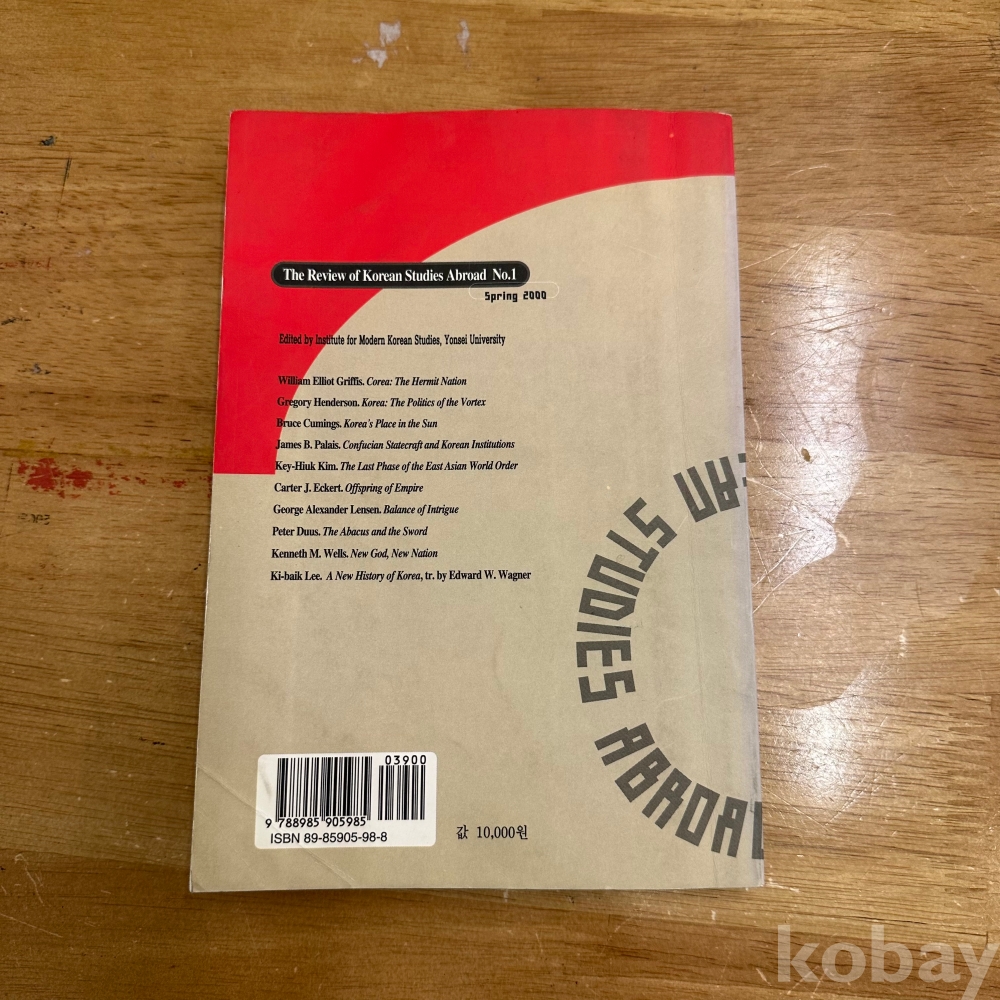 The Review of Korean Studies Abroad No.1
Spring 2000
Edited by Institute for Modern Korean Studies, Yonsei University
William Elliot Griffis. Corea: The Hermit Nation
Gregory Henderson. Korea: The Politics of the Vortex
Bruce Cumings. Korea's Place in the Sun
James B. Palais. Confucian Statecraft and Korean Institutions
Key-Hiuk Kim. The Last Phase of the East Asian World Order
Carter J. Eckert. Offspring of Empire
George Alexander Lensen. Balance of Intrigue
Peter Duus. The Abacus and the Sword
Kenneth M. Wells. New God, New Nation
Ki-baik Lee. A New History of Korea, tr. by Edward W. Wagner
STUDIES ABROA
03900
9 788985 905985
ISBN 89-85905-98-8
값 10,000원
kobay